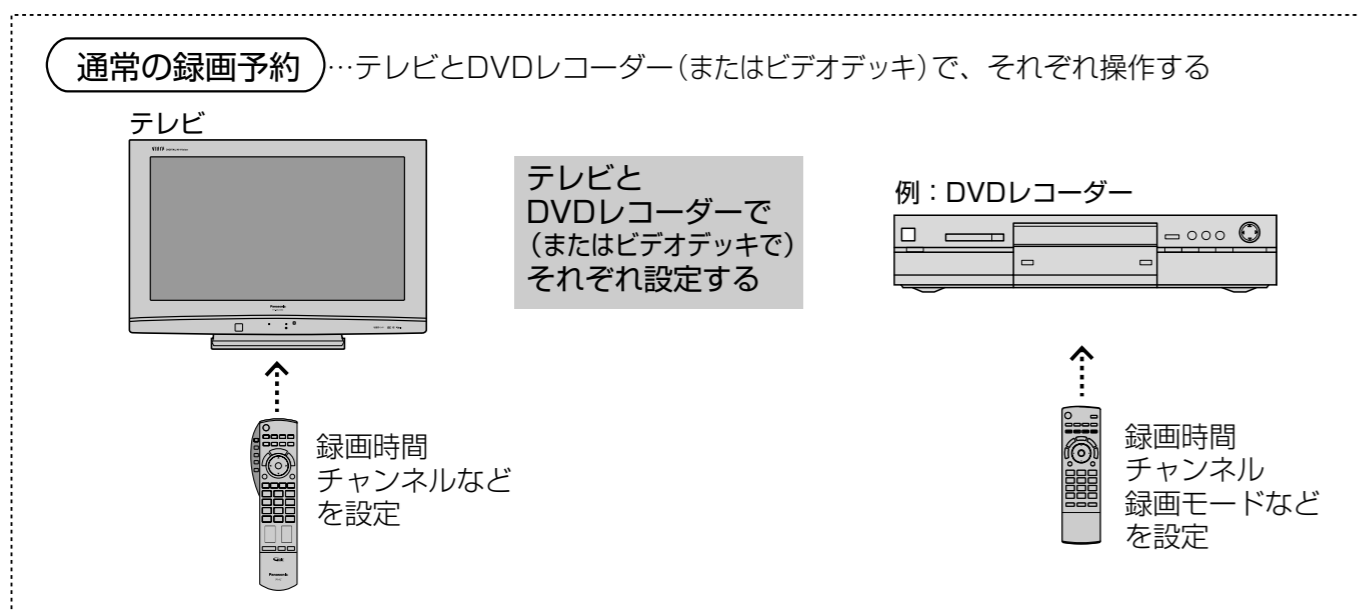 通常の録画予約…テレビとDVDレコーダー(またはビデオデッキ)で、それぞれ操作する
テレビ
テレビと
DVDレコーダーで
(またはビデオデッキで)
それぞれ設定する
例：DVDレコーダー
Panasonic
録画時間
チャンネルなど
を設定
Panasonic
録画時間
チャンネル
録画モードなど
を設定